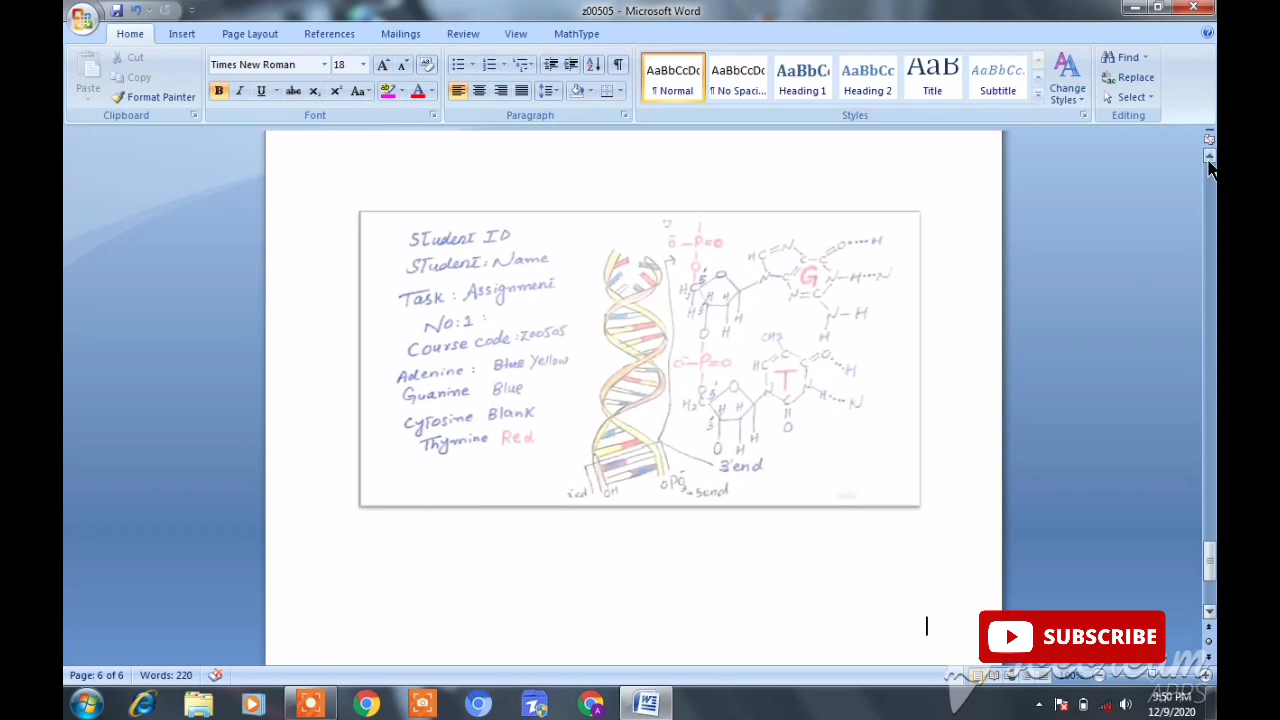 z00505 - Microsoft Word
Home Insert Page Layout References Mailings Review View MathType
Paste
Cut
Copy
Format Painter
Clipboard
Times New Roman 18
Font
Paragraph
AaBbCcDc AaBbCcDc AaBbC AaBbCc AaB AaBbCc.
¶ Normal ¶ No Spaci... Heading 1 Heading 2 Title Subtitle
Change Styles
Styles
Find
Replace
Select
Editing
Student ID
Student: Name
Task: Assignment
No:1:
Course code: Z00505
Adenine: Blue Yellow
Guanine Blue
Cytosine Blank
Thymine Red
3'end
5end
OH
G
T
SUBSCRIBE
APPS
Page: 6 of 6 Words: 220 100%
9:50 PM
12/9/2020